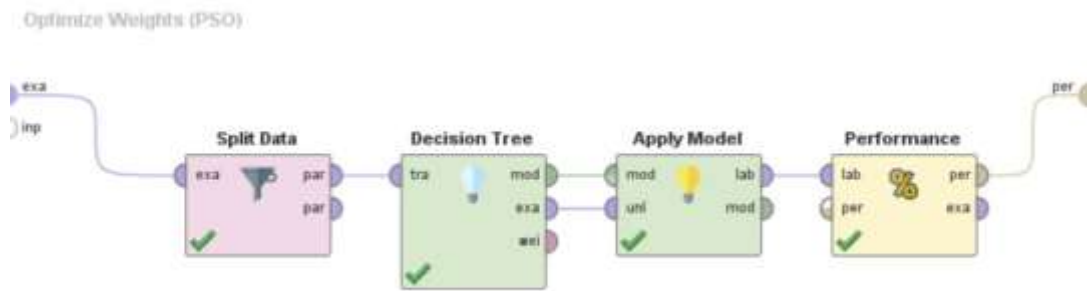 Optimize Weights (PSO)
exa
inp
per
Split Data
exa
par
par
Decision Tree
tra
mod
exa
wei
Apply Model
mod
unl
lab
mod
Performance
lab
per
per
exa